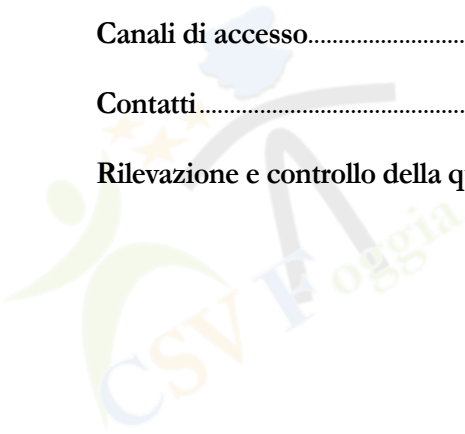 Canali di accesso..........................
Contatti............................................
Rilevazione e controllo della q
CSV Foggia